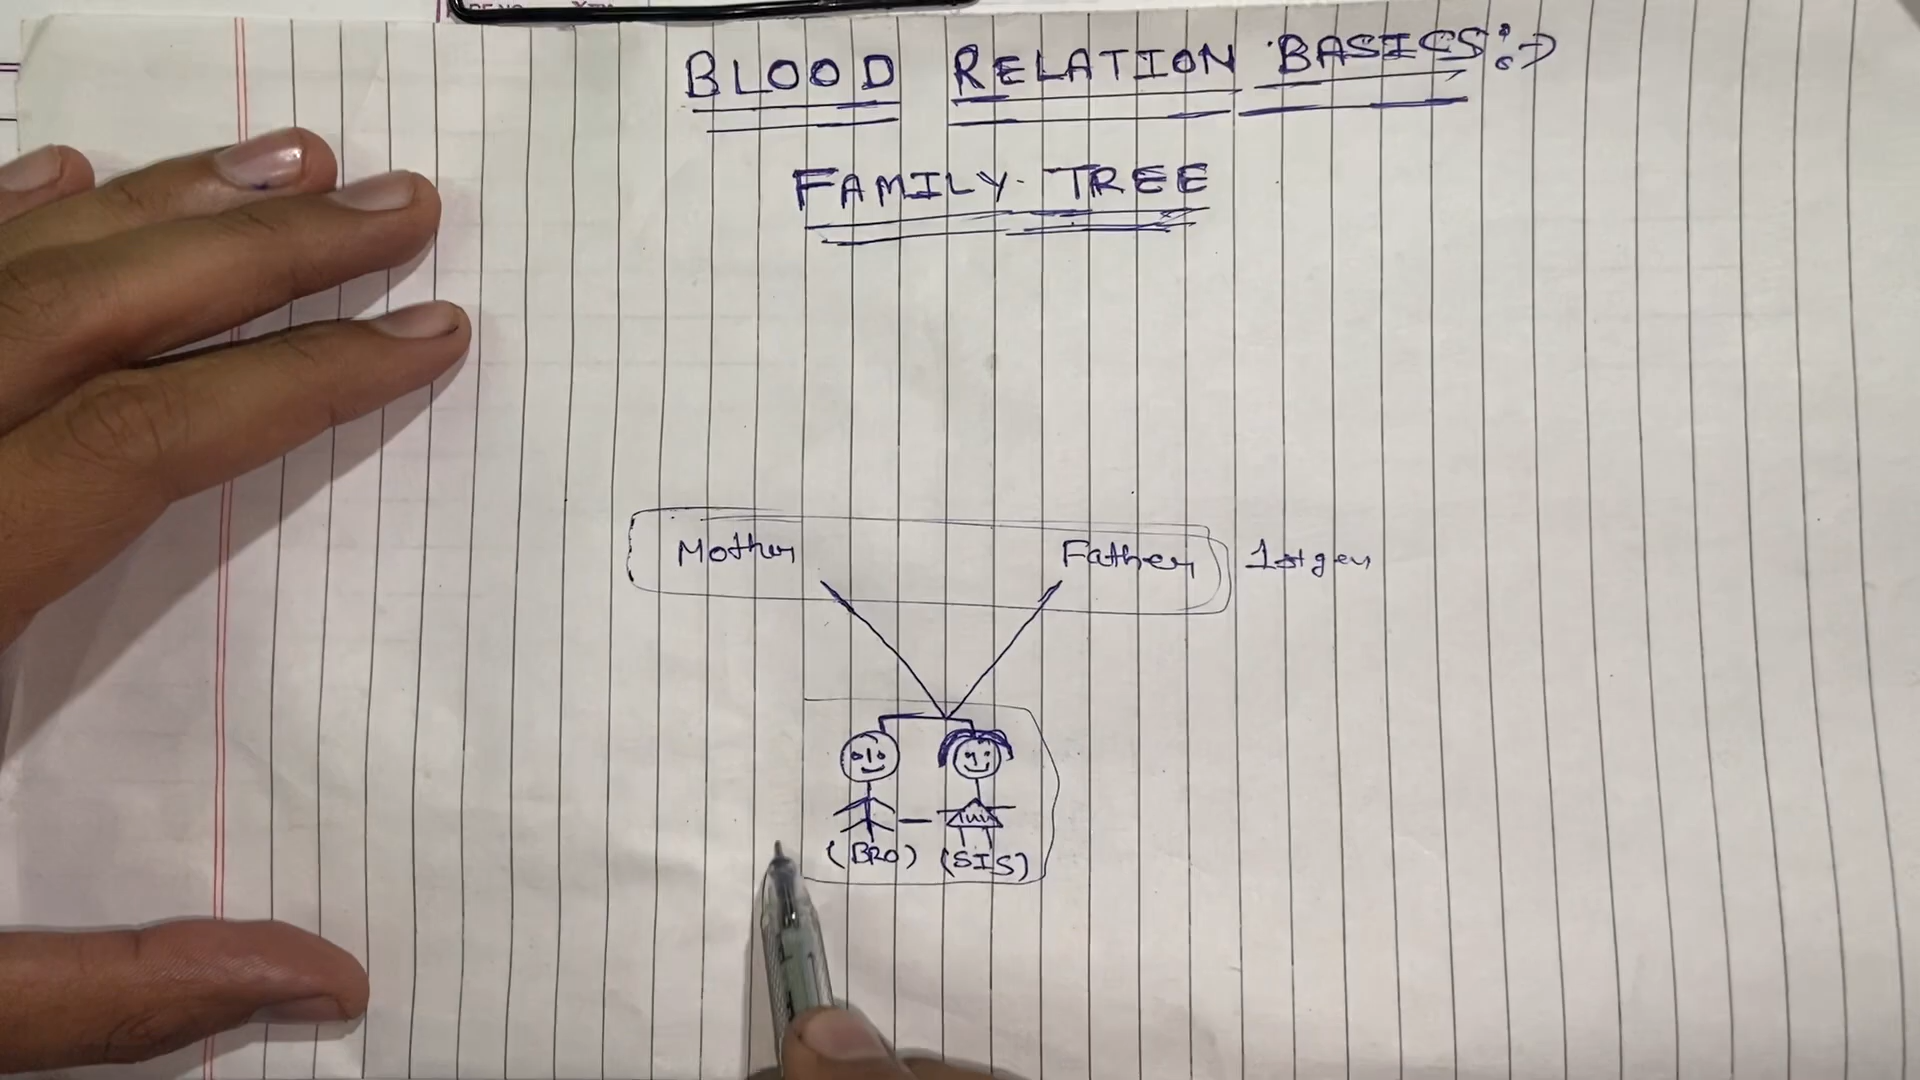 BLOOD RELATION BASICS:-)
FAMILY TREE
Mother Father 1st gen
(BRO) (SIS)